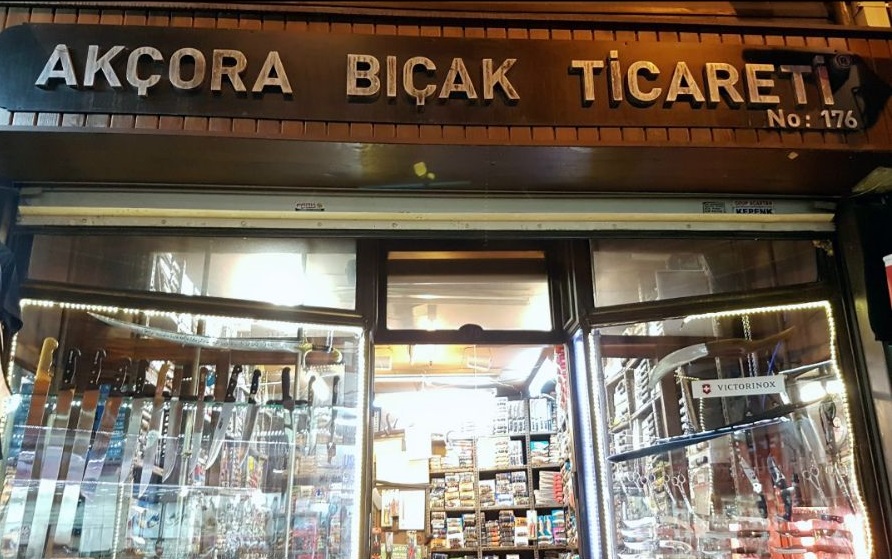 AKÇORA BIÇAK TİCARETİ
No: 176
KEPENK
VICTORINOX